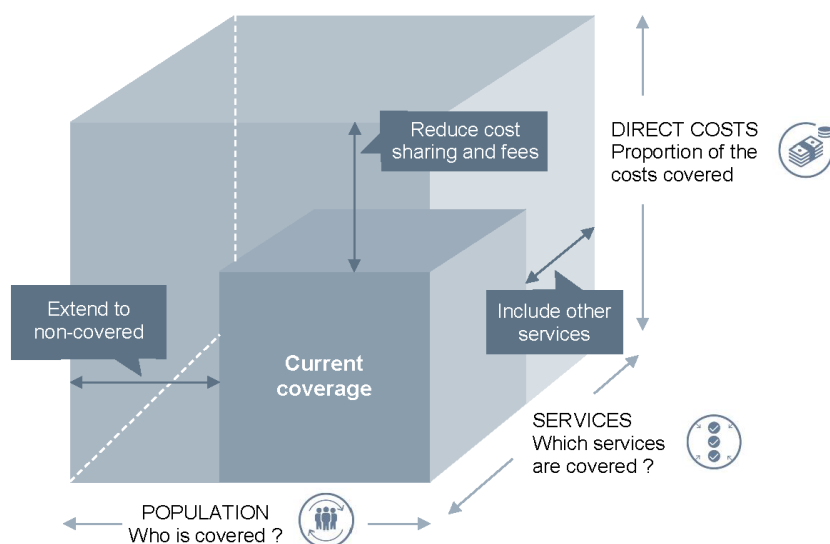 Reduce cost
sharing and fees
DIRECT COSTS
Proportion of the
costs covered
Extend to
non-covered
Include other
services
Current
coverage
SERVICES
Which services
are covered ?
POPULATION
Who is covered ?